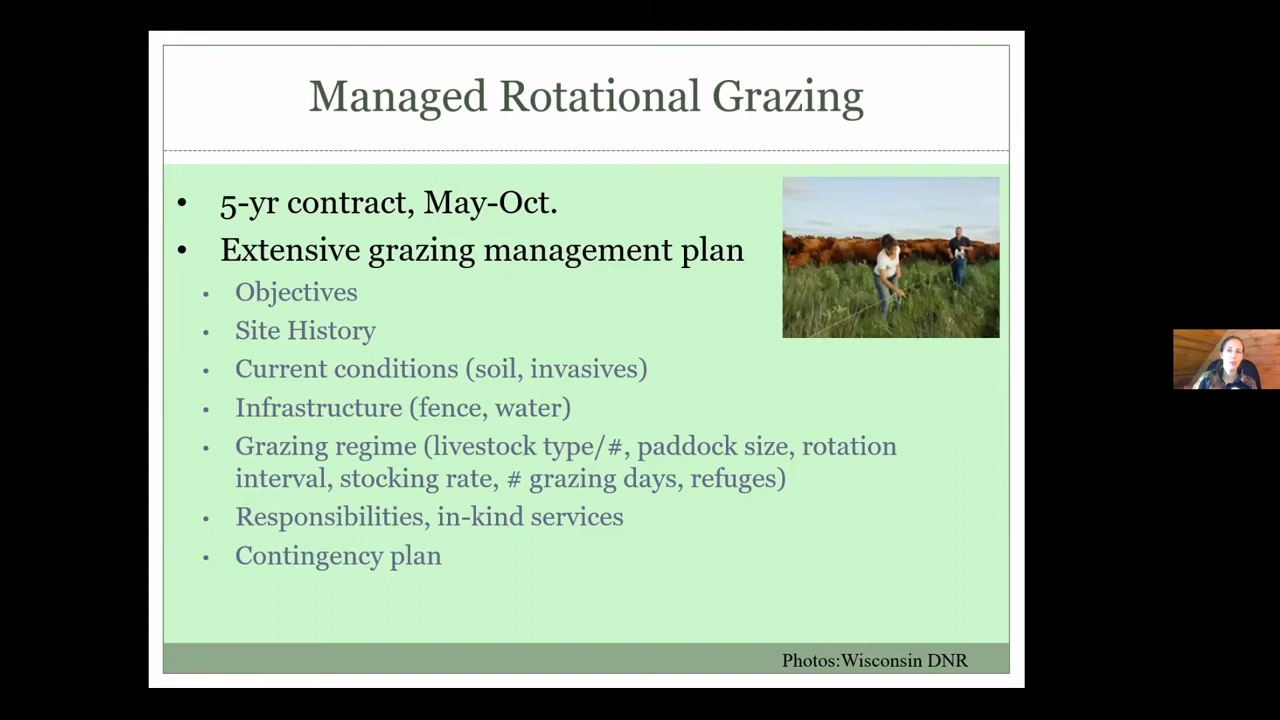 Managed Rotational Grazing
• 5-yr contract, May-Oct.
• Extensive grazing management plan
• Objectives
• Site History
• Current conditions (soil, invasives)
• Infrastructure (fence, water)
• Grazing regime (livestock type/#, paddock size, rotation
interval, stocking rate, # grazing days, refuges)
• Responsibilities, in-kind services
• Contingency plan
Photos:Wisconsin DNR